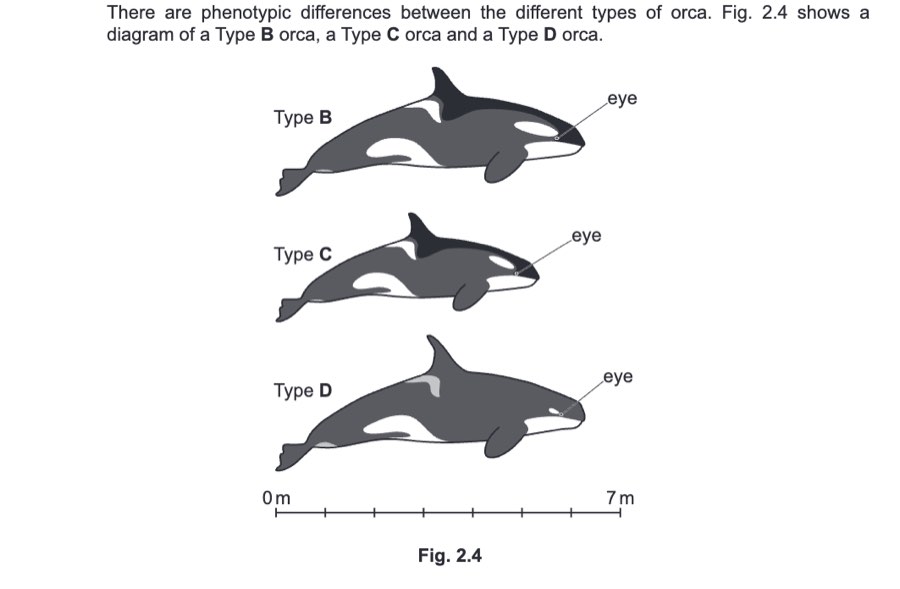 There are phenotypic differences between the different types of orca. Fig. 2.4 shows a
diagram of a Type B orca, a Type C orca and a Type D orca.
eye
Type B
eye
Type C
eye
Type D
0 m 7 m
Fig. 2.4